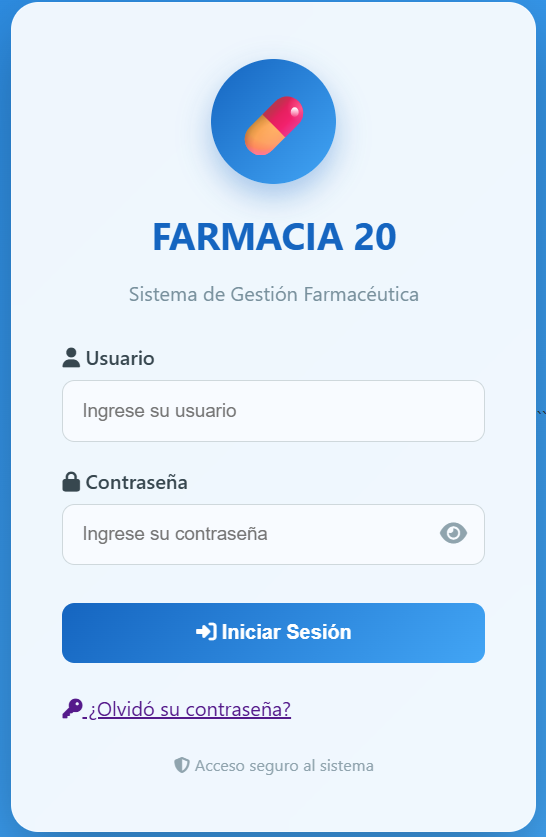 FARMACIA 20
Sistema de Gestión Farmacéutica
Usuario
Ingrese su usuario
Contraseña
Ingrese su contraseña
Iniciar Sesión
¿Olvidó su contraseña?
Acceso seguro al sistema